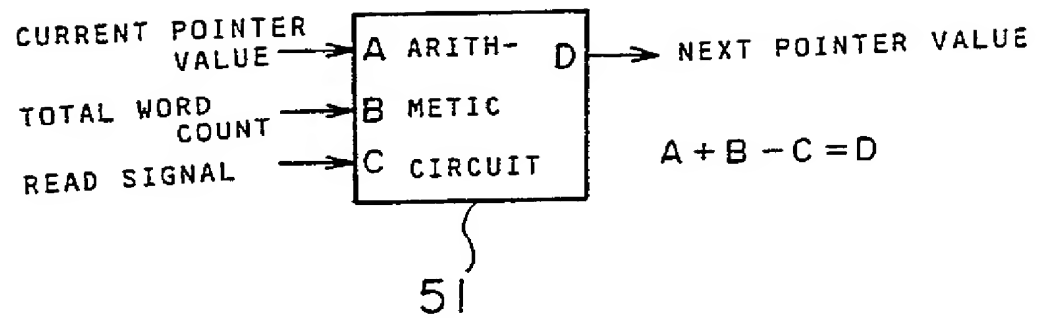 CURRENT POINTER
VALUE
TOTAL WORD
COUNT
READ SIGNAL
A ARITH-
B METIC
C CIRCUIT
D
NEXT POINTER VALUE
A + B - C = D
51